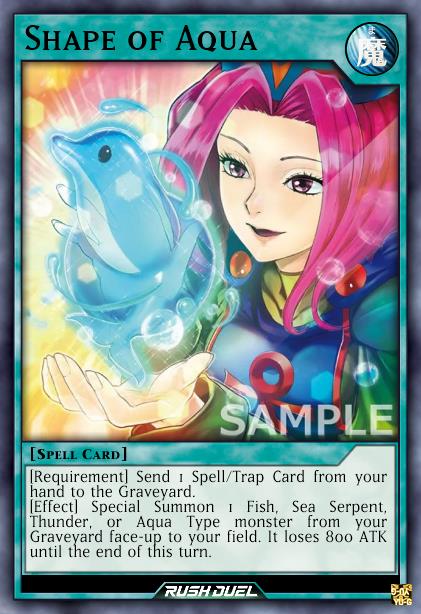 Shape of Aqua
ま
魔
SAMPLE
[Spell Card]
[Requirement] Send 1 Spell/Trap Card from your
hand to the Graveyard.
[Effect] Special Summon 1 Fish, Sea Serpent,
Thunder, or Aqua Type monster from your
Graveyard face-up to your field. It loses 800 ATK
until the end of this turn.
RUSH DUEL